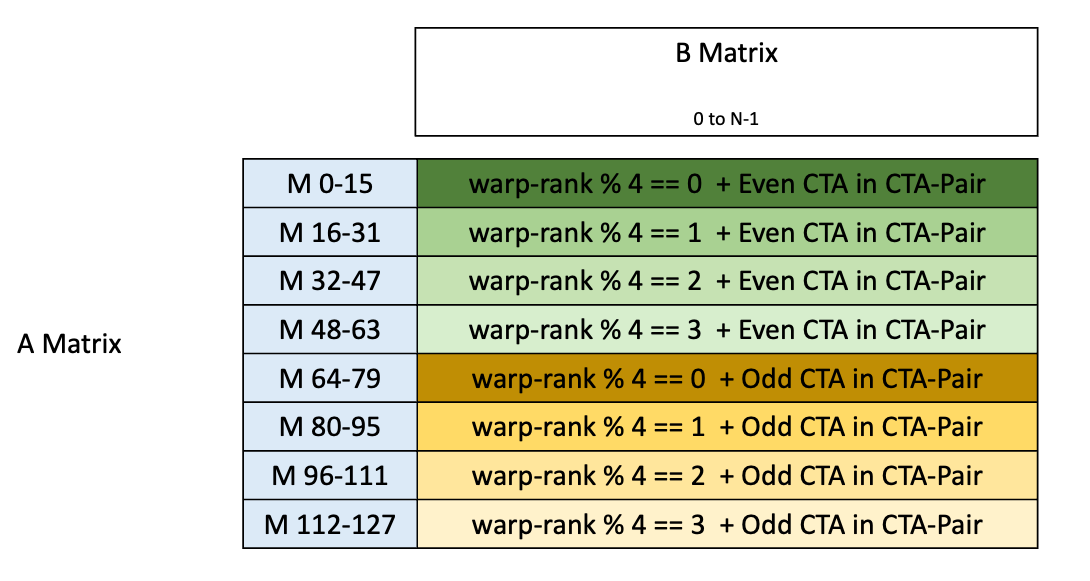 B Matrix
0 to N-1
M 0-15 warp-rank % 4 == 0 + Even CTA in CTA-Pair
M 16-31 warp-rank % 4 == 1 + Even CTA in CTA-Pair
M 32-47 warp-rank % 4 == 2 + Even CTA in CTA-Pair
M 48-63 warp-rank % 4 == 3 + Even CTA in CTA-Pair
A Matrix
M 64-79 warp-rank % 4 == 0 + Odd CTA in CTA-Pair
M 80-95 warp-rank % 4 == 1 + Odd CTA in CTA-Pair
M 96-111 warp-rank % 4 == 2 + Odd CTA in CTA-Pair
M 112-127 warp-rank % 4 == 3 + Odd CTA in CTA-Pair